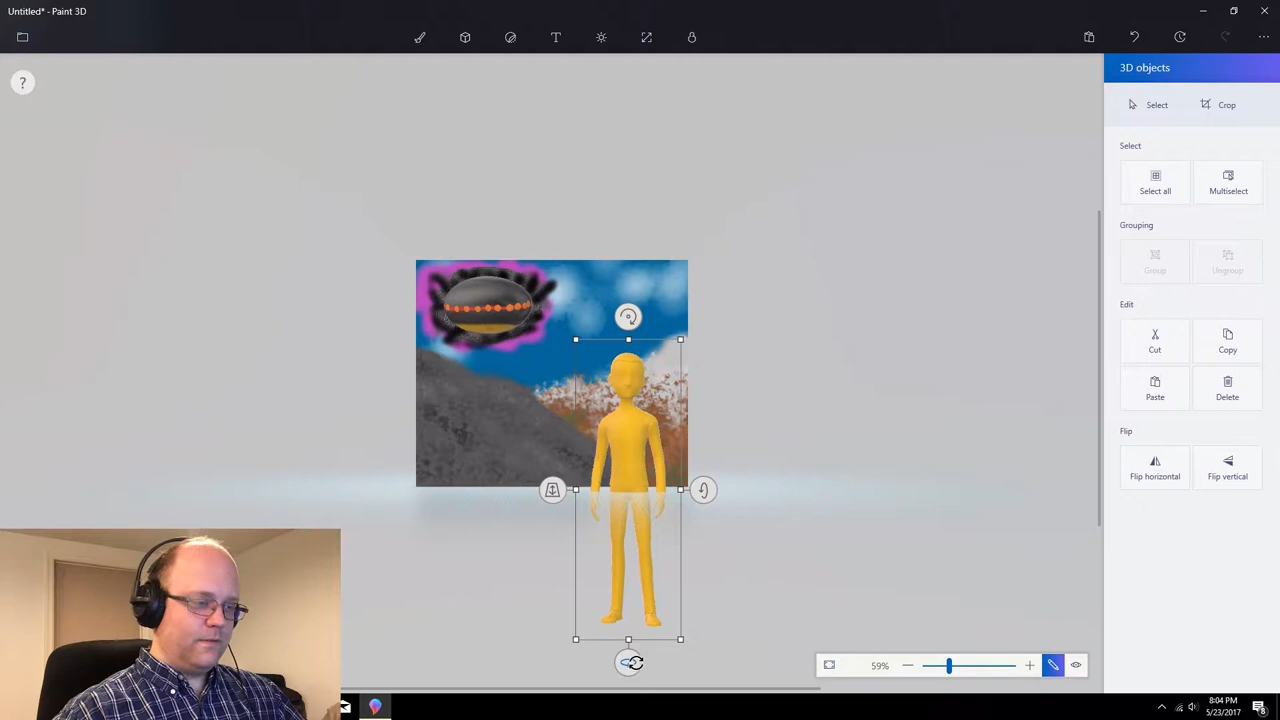 Untitled* - Paint 3D
?
3D objects
Select
Crop
Select
Select all
Multiselect
Grouping
Group
Ungroup
Edit
Cut
Copy
Paste
Delete
Flip
Flip horizontal
Flip vertical
59%
8:04 PM
5/23/2017
8